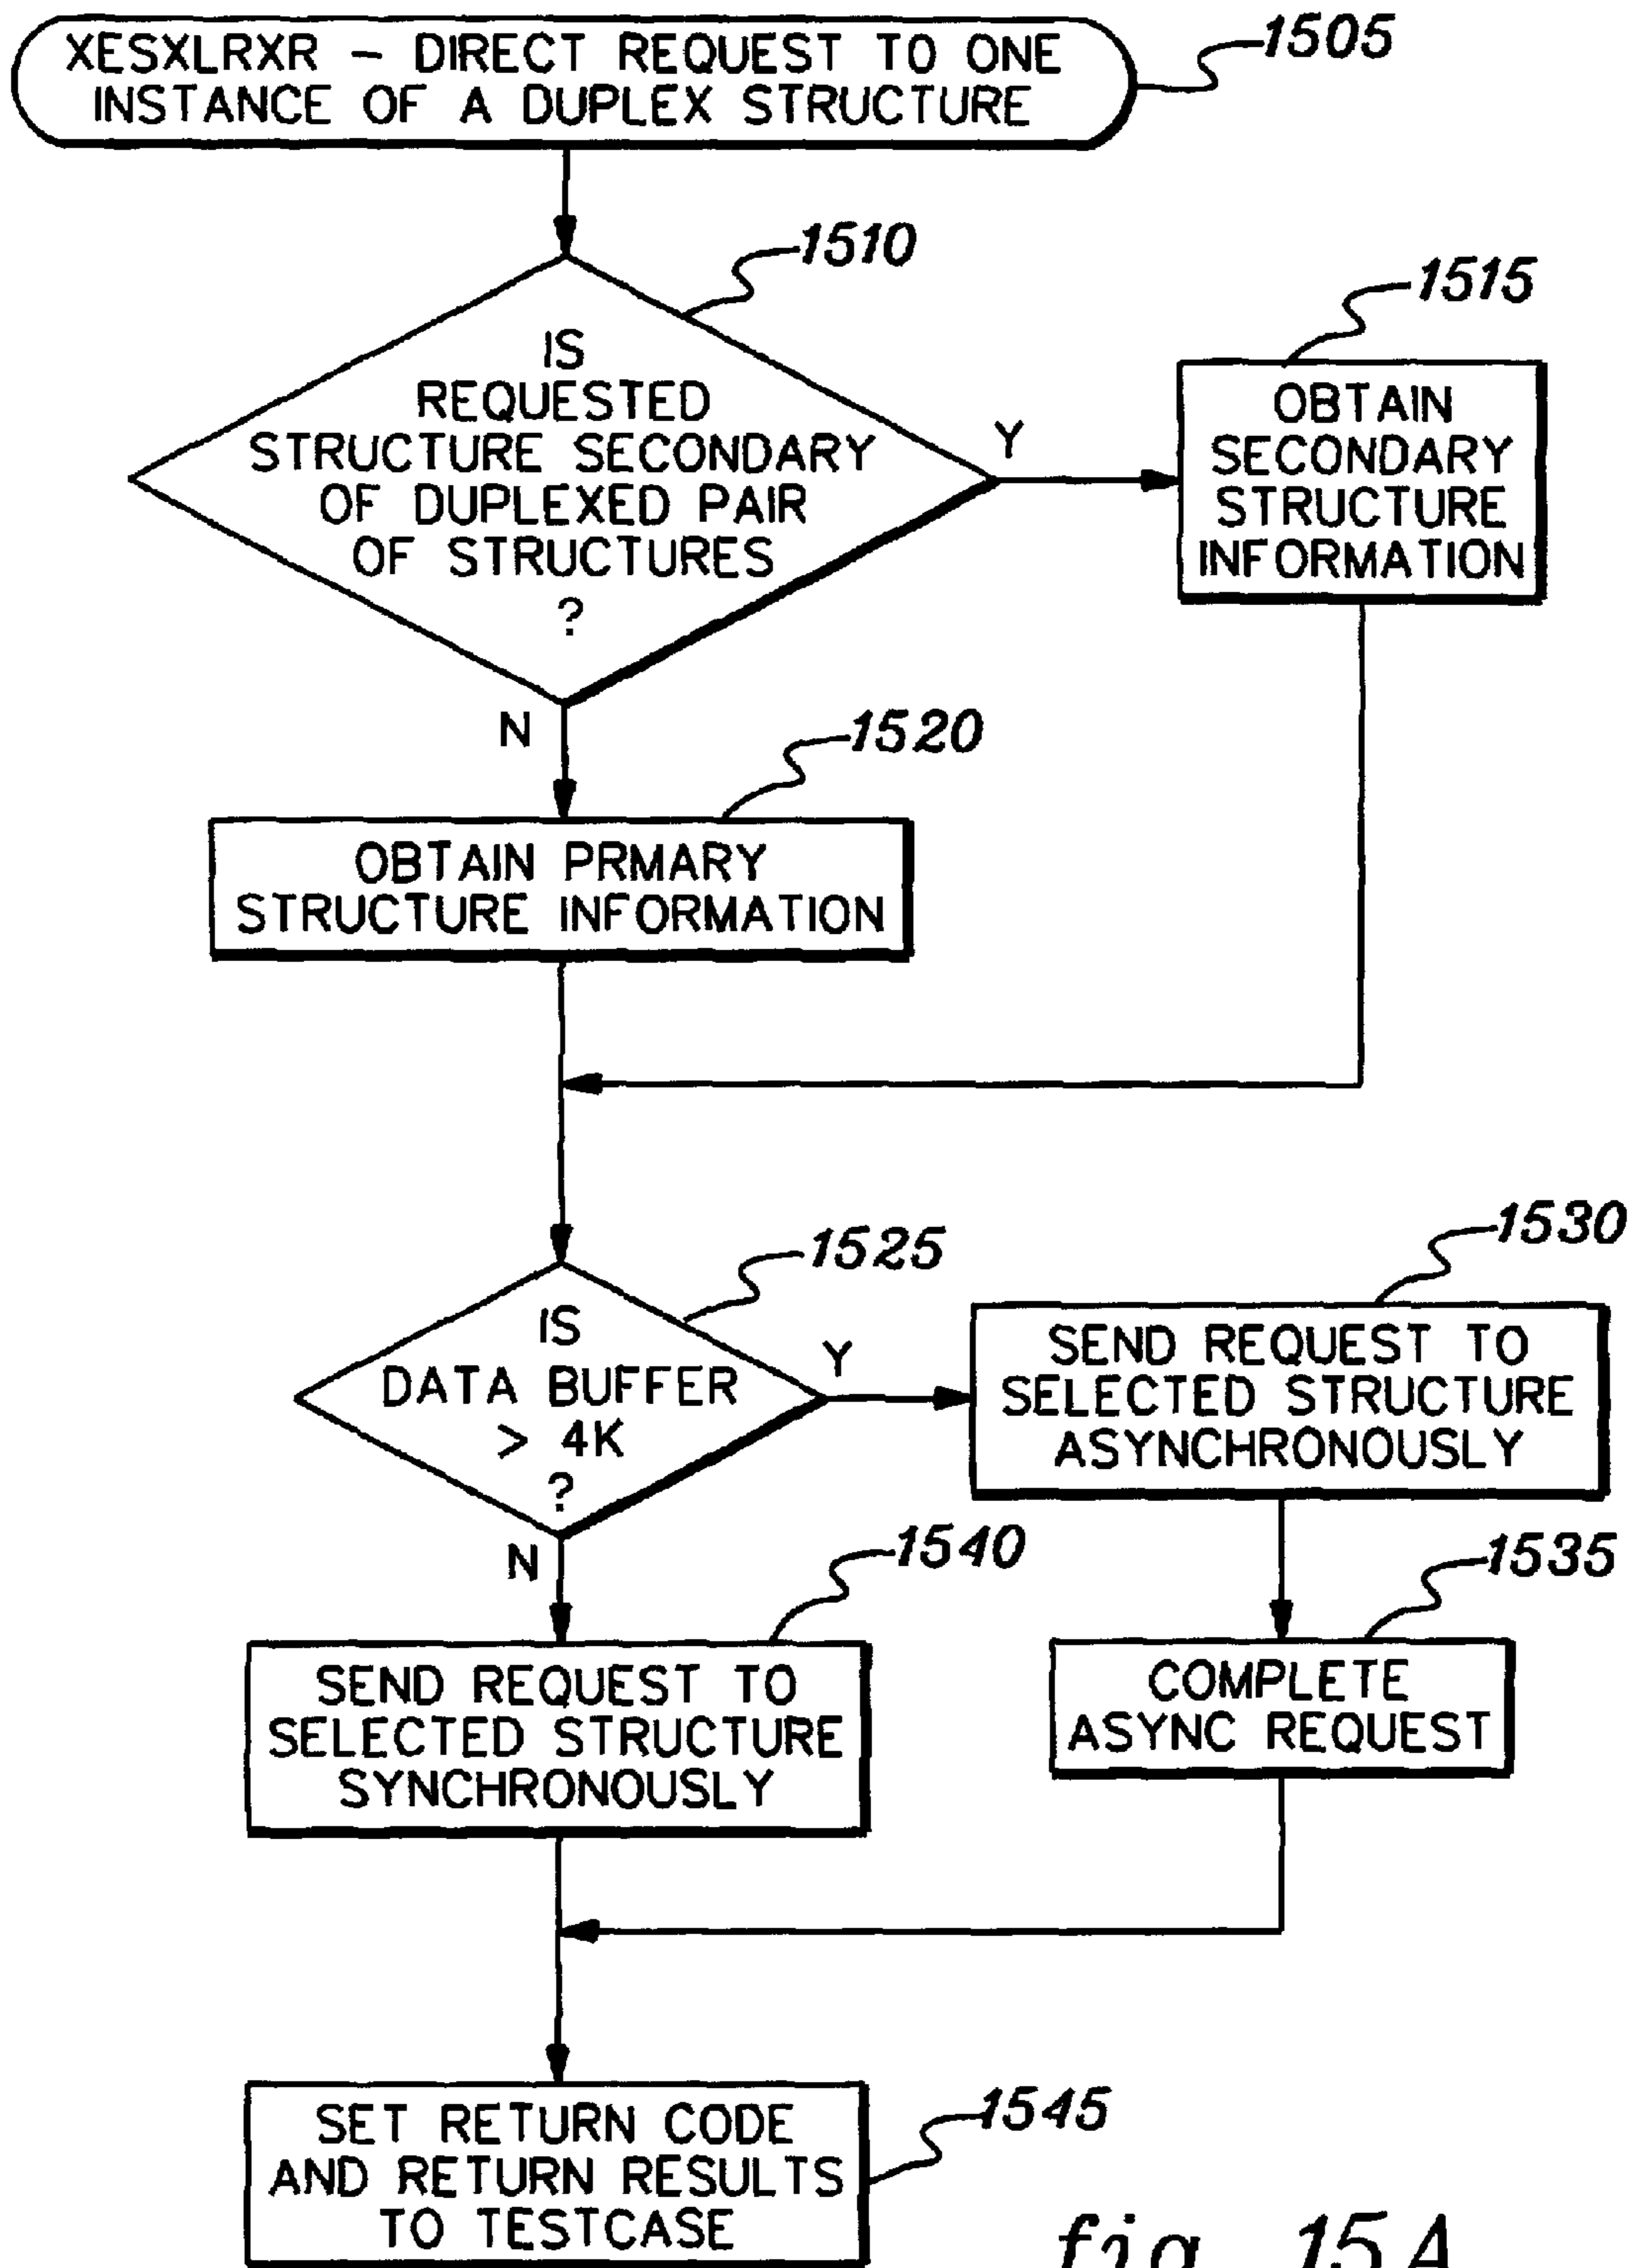 XESXLRXR – DIRECT REQUEST TO ONE
INSTANCE OF A DUPLEX STRUCTURE
1505
1510
IS
REQUESTED
STRUCTURE SECONDARY
OF DUPLEXED PAIR
OF STRUCTURES
?
Y
1515
OBTAIN
SECONDARY
STRUCTURE
INFORMATION
N
1520
OBTAIN PRMARY
STRUCTURE INFORMATION
1525
IS
DATA BUFFER
> 4K
?
Y
1530
SEND REQUEST TO
SELECTED STRUCTURE
ASYNCHRONOUSLY
N
1540
SEND REQUEST TO
SELECTED STRUCTURE
SYNCHRONOUSLY
1535
COMPLETE
ASYNC REQUEST
1545
SET RETURN CODE
AND RETURN RESULTS
TO TESTCASE
fig. 15A